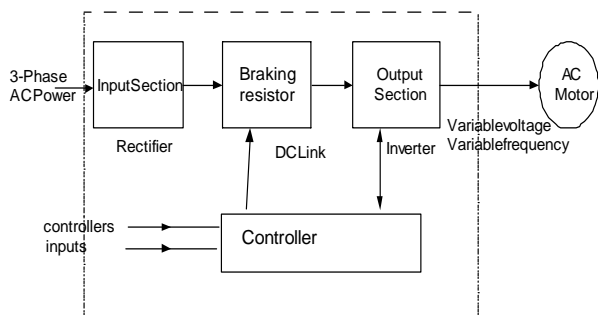 3-Phase
ACPower
InputSection
Rectifier
Braking
resistor
DCLink
Output
Section
Inverter
Variablevoltage
Variablefrequency
AC
Motor
controllers
inputs
Controller